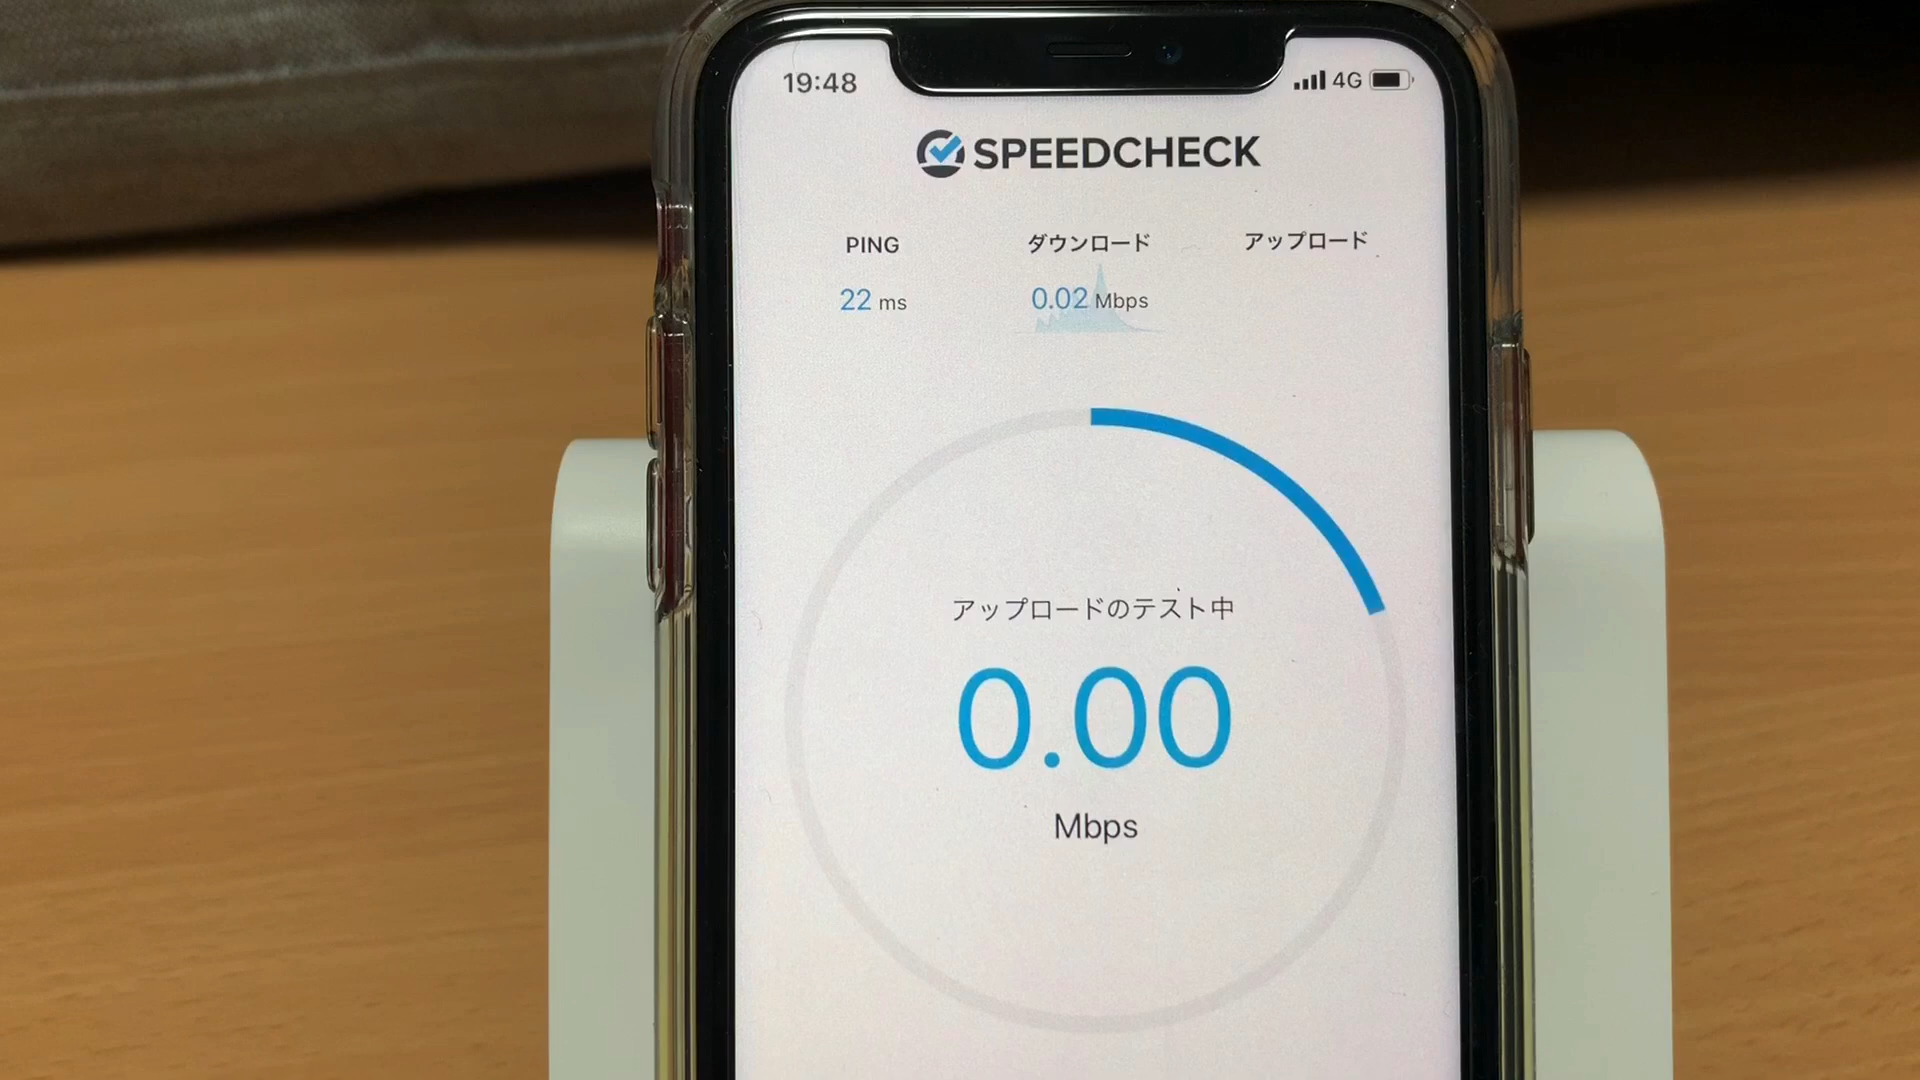 19:48 4G
SPEEDCHECK
PING ダウンロード アップロード
22 ms 0.02 Mbps
アップロードのテスト中
0.00
Mbps